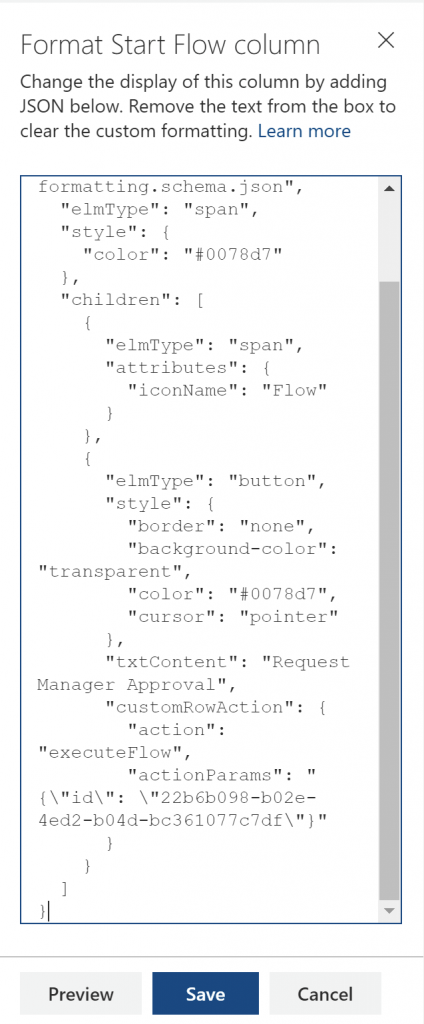 Format Start Flow column
Change the display of this column by adding
JSON below. Remove the text from the box to
clear the custom formatting. Learn more
formatting.schema.json",
"elmType": "span",
"style": {
"color": "#0078d7"
},
"children": [
{
"elmType": "span",
"attributes": {
"iconName": "Flow"
}
},
{
"elmType": "button",
"style": {
"border": "none",
"background-color":
"transparent",
"color": "#0078d7",
"cursor": "pointer"
},
"txtContent": "Request
Manager Approval",
"customRowAction": {
"action":
"executeFlow",
"actionParams": "
{\"id\": \"22b6b098-b02e-
4ed2-b04d-bc361077c7df\"}"
}
}
]
}
Preview Save Cancel